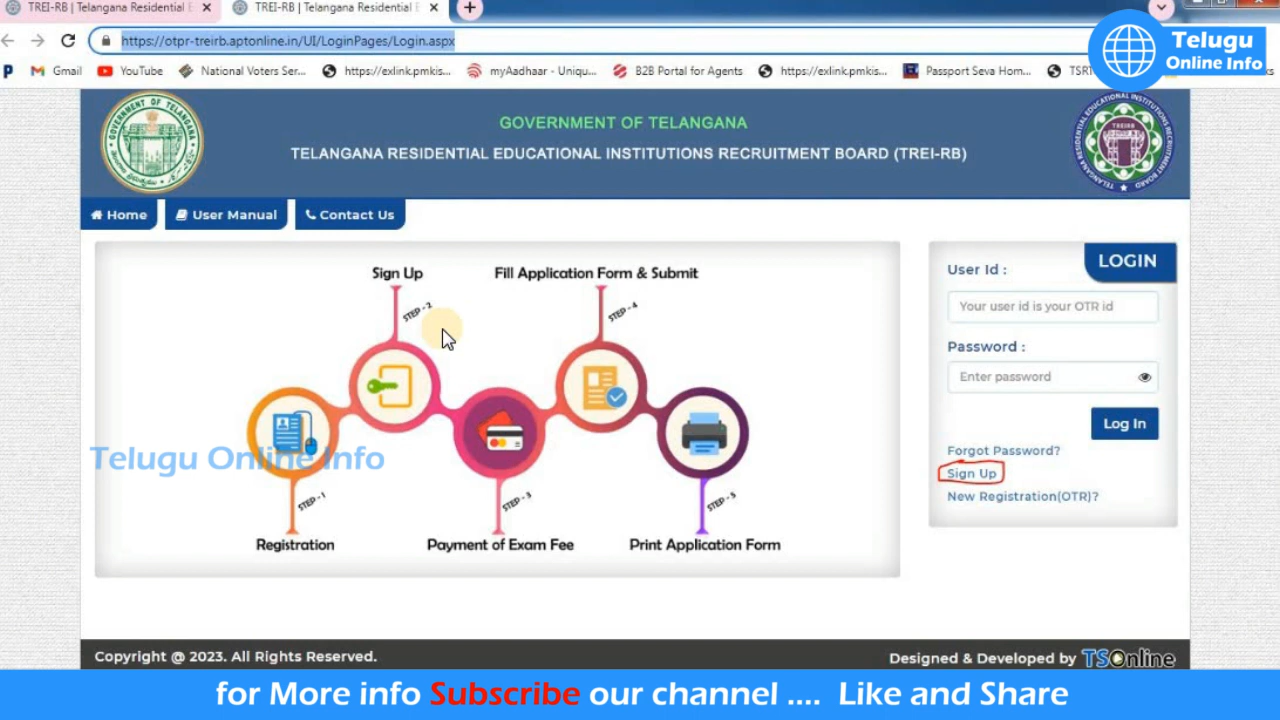 TREI-RB | Telangana Residential E
TREI-RB | Telangana Residential E
https://otpr-treirb.aptonline.in/UI/LoginPages/Login.aspx
Telugu
Online Info
Gmail
YouTube
National Voters Ser...
https://exlink.pmkis...
myAadhaar - Uniqu...
B2B Portal for Agents
https://exlink.pmkis...
Passport Seva Hom...
GOVERNMENT OF TELANGANA
TELANGANA RESIDENTIAL EDUCATIONAL INSTITUTIONS RECRUITMENT BOARD (TREI-RB)
Home
User Manual
Contact Us
Sign Up
Fill Application Form & Submit
STEP - 2
STEP - 4
STEP - 1
STEP - 3
STEP - 5
Registration
Payment of Exam Fee
Print Application Form
Telugu Online Info
LOGIN
User Id :
Your user id is your OTR id
Password :
Enter password
Log In
Forgot Password?
Sign Up
New Registration(OTR)?
Copyright @ 2023. All Rights Reserved.
Designed & Developed by TSOnline
for More info Subscribe our channel .... Like and Share